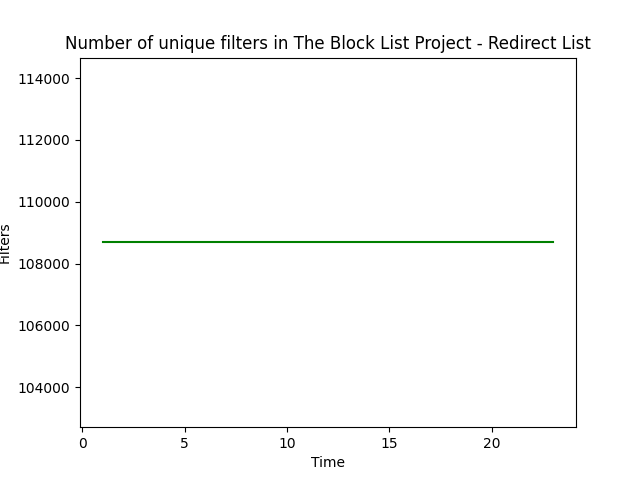 Number of unique filters in The Block List Project - Redirect List
114000
112000
110000
108000
106000
104000
Filters
0 5 10 15 20
Time